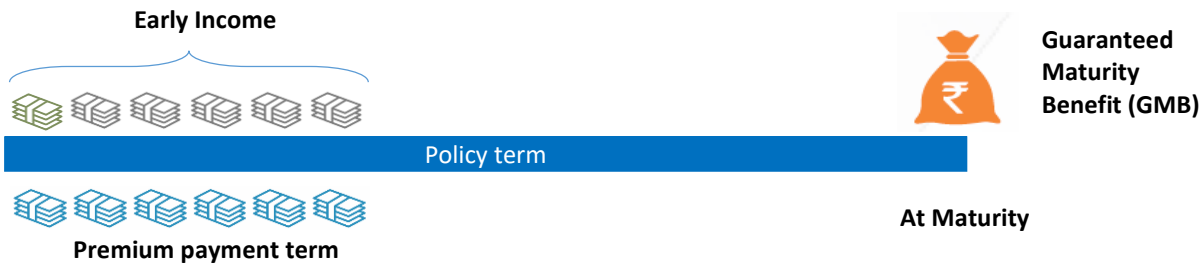 Early Income
Guaranteed
Maturity
Benefit (GMB)
₹
Policy term
At Maturity
Premium payment term